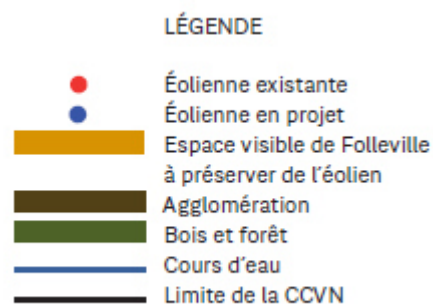 LÉGENDE
Éolienne existante
Éolienne en projet
Espace visible de Folleville
à préserver de l'éolien
Agglomération
Bois et forêt
Cours d'eau
Limite de la CCVN